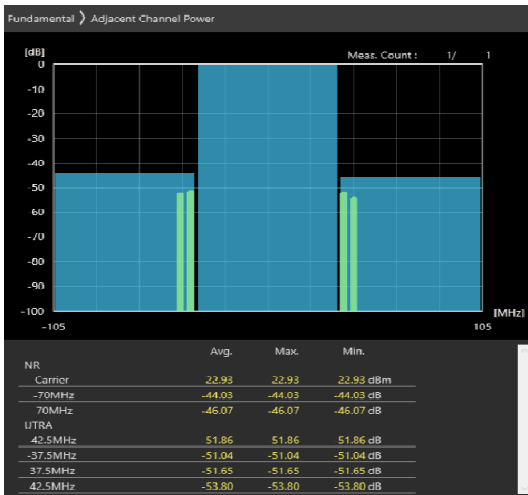 Fundamental 》 Adjacent Channel Power
[dB]
Meas. Count : 1/ 1
0
-10
-20
-30
-40
-50
60
-70
-80
-90
-100
[MHz]
-105 105
Avg. Max. Min.
NR
Carrier 22.93 22.93 22.93 dBm
-70MHz -44.03 -44.03 -44.03 dB
70MHz -46.07 -46.07 -46.07 dB
UTRA
42.5MHz 51.86 51.86 51.86 dB
-37.5MHz -51.04 -51.04 -51.04 dB
37.5MHz -51.65 -51.65 -51.65 dB
42.5MHz -53.80 -53.80 -53.80 dB